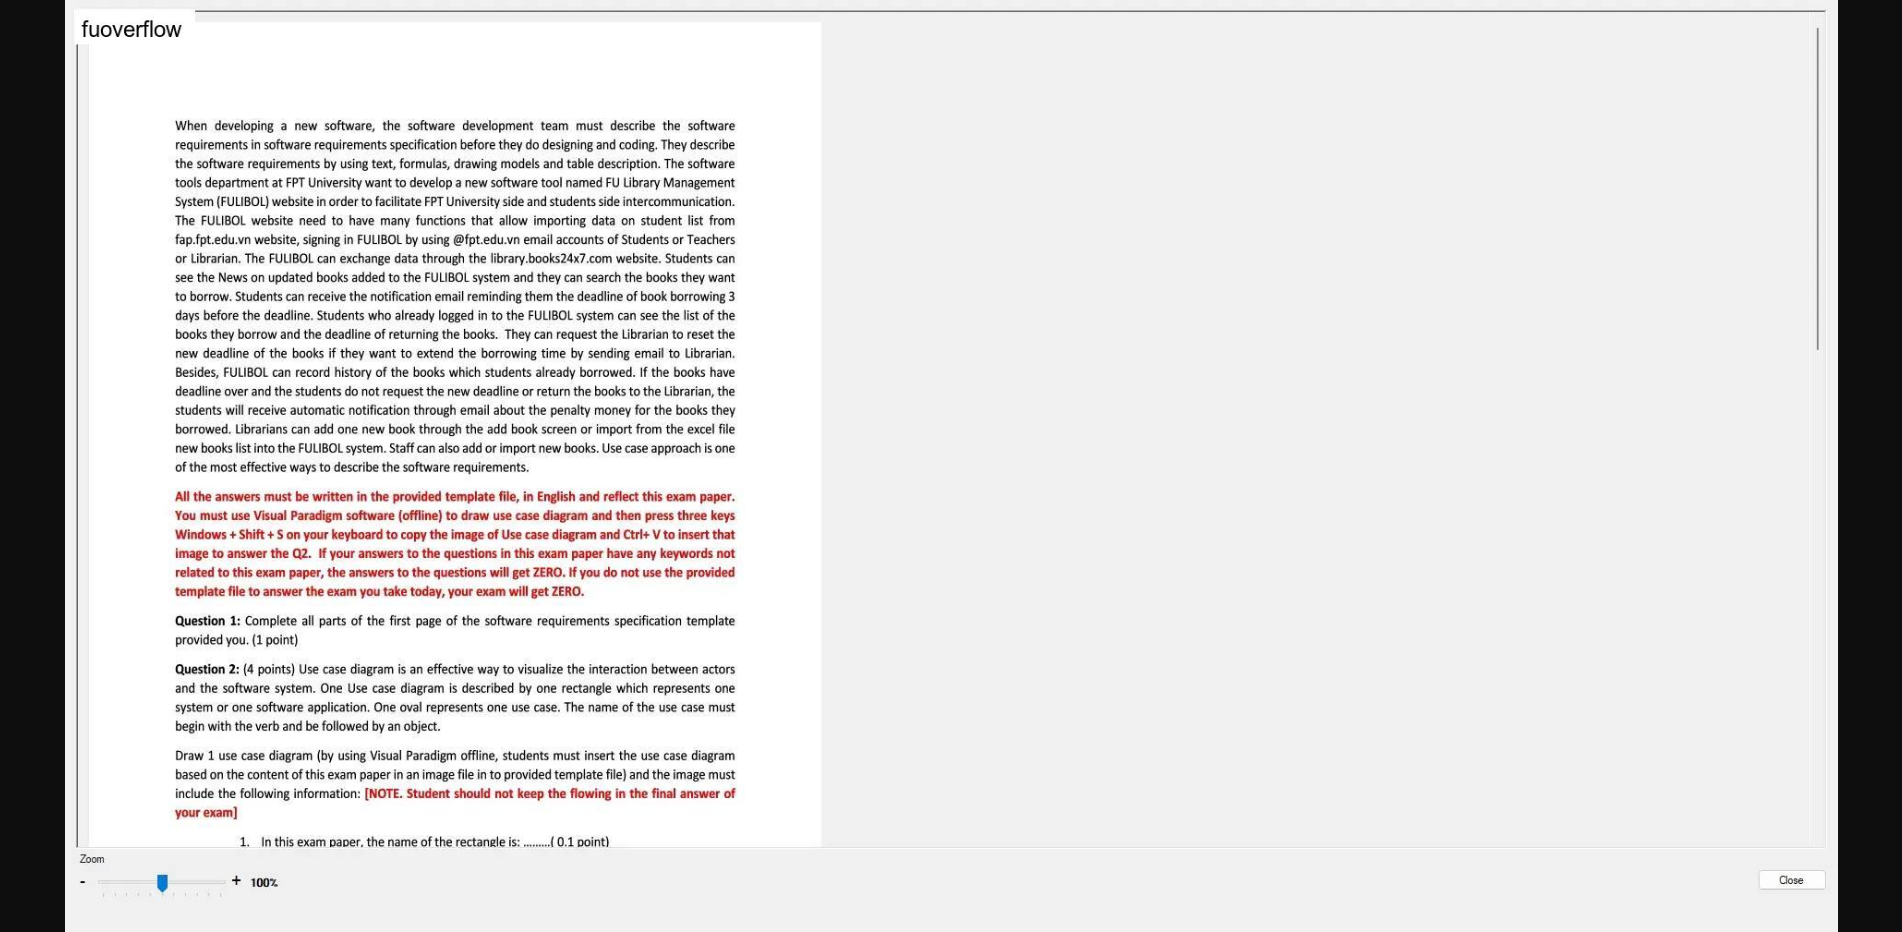 fuoverflow
When developing a new software, the software development team must describe the software
requirements in software requirements specification before they do designing and coding. They describe
the software requirements by using text, formulas, drawing models and table description. The software
tools department at FPT University want to develop a new software tool named FU Library Management
System (FULIBOL) website in order to facilitate FPT University side and students side intercommunication.
The FULIBOL website need to have many functions that allow importing data on student list from
fap.fpt.edu.vn website, signing in FULIBOL by using @fpt.edu.vn email accounts of Students or Teachers
or Librarian. The FULIBOL can exchange data through the library.books24x7.com website. Students can
see the News on updated books added to the FULIBOL system and they can search the books they want
to borrow. Students can receive the notification email reminding them the deadline of book borrowing 3
days before the deadline. Students who already logged in to the FULIBOL system can see the list of the
books they borrow and the deadline of returning the books. They can request the Librarian to reset the
new deadline of the books if they want to extend the borrowing time by sending email to Librarian.
Besides, FULIBOL can record history of the books which students already borrowed. If the books have
deadline over and the students do not request the new deadline or return the books to the Librarian, the
students will receive automatic notification through email about the penalty money for the books they
borrowed. Librarians can add one new book through the add book screen or import from the excel file
new books list into the FULIBOL system. Staff can also add or import new books. Use case approach is one
of the most effective ways to describe the software requirements.
All the answers must be written in the provided template file, in English and reflect this exam paper.
You must use Visual Paradigm software (offline) to draw use case diagram and then press three keys
Windows + Shift + S on your keyboard to copy the image of Use case diagram and Ctrl+ V to insert that
image to answer the Q2. If your answers to the questions in this exam paper have any keywords not
related to this exam paper, the answers to the questions will get ZERO. If you do not use the provided
template file to answer the exam you take today, your exam will get ZERO.
Question 1: Complete all parts of the first page of the software requirements specification template
provided you. (1 point)
Question 2: (4 points) Use case diagram is an effective way to visualize the interaction between actors
and the software system. One Use case diagram is described by one rectangle which represents one
system or one software application. One oval represents one use case. The name of the use case must
begin with the verb and be followed by an object.
Draw 1 use case diagram (by using Visual Paradigm offline, students must insert the use case diagram
based on the content of this exam paper in an image file in to provided template file) and the image must
include the following information: [NOTE. Student should not keep the flowing in the final answer of
your exam]
1. In this exam paper, the name of the rectangle is: .........( 0.1 point)
Zoom
- + 100%
Close